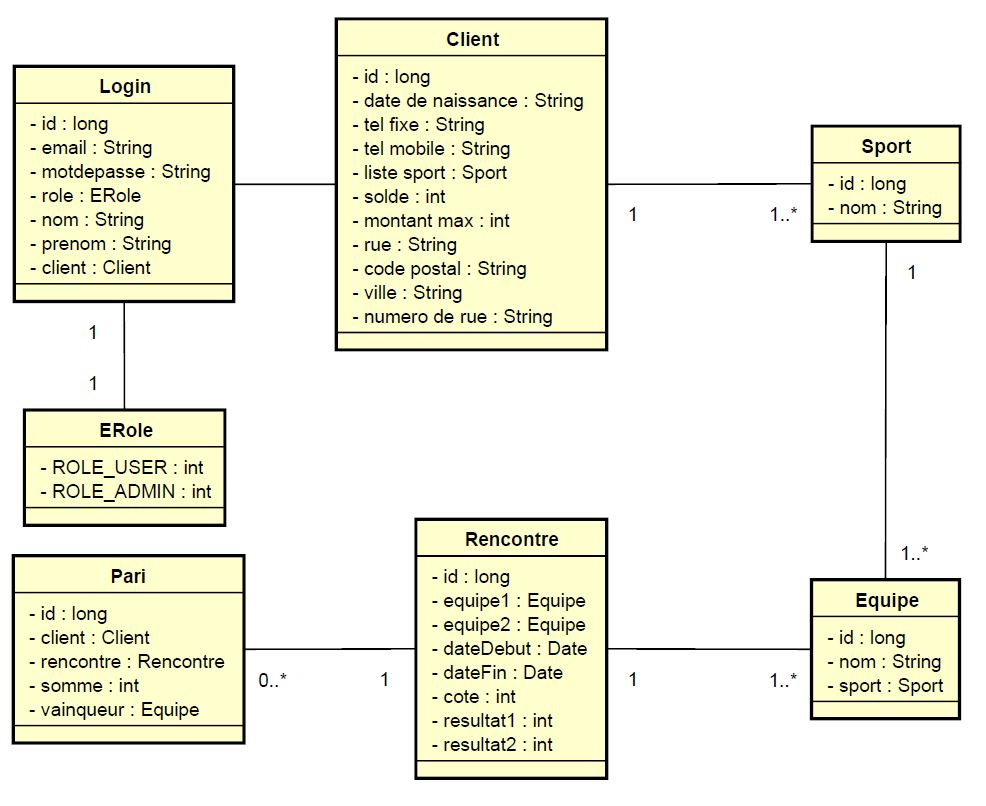 Client
- id : long
- date de naissance : String
- tel fixe : String
- tel mobile : String
- liste sport : Sport
- solde : int
- montant max : int
- rue : String
- code postal : String
- ville : String
- numero de rue : String
Login
- id : long
- email : String
- motdepasse : String
- role : ERole
- nom : String
- prenom : String
- client : Client
Sport
- id : long
- nom : String
1
1..*
1
1
1
ERole
- ROLE_USER : int
- ROLE_ADMIN : int
Pari
- id : long
- client : Client
- rencontre : Rencontre
- somme : int
- vainqueur : Equipe
0..*
1
Rencontre
- id : long
- equipe1 : Equipe
- equipe2 : Equipe
- dateDebut : Date
- dateFin : Date
- cote : int
- resultat1 : int
- resultat2 : int
1
1..*
1..*
Equipe
- id : long
- nom : String
- sport : Sport